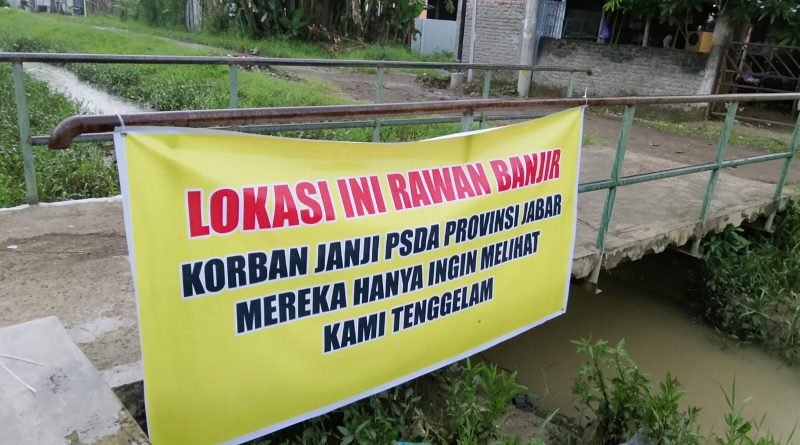 LOKASI INI RAWAN BANJIR
KORBAN JANJI PSDA PROVINSI JABAR
MEREKA HANYA INGIN MELIHAT
KAMI TENGGELAM